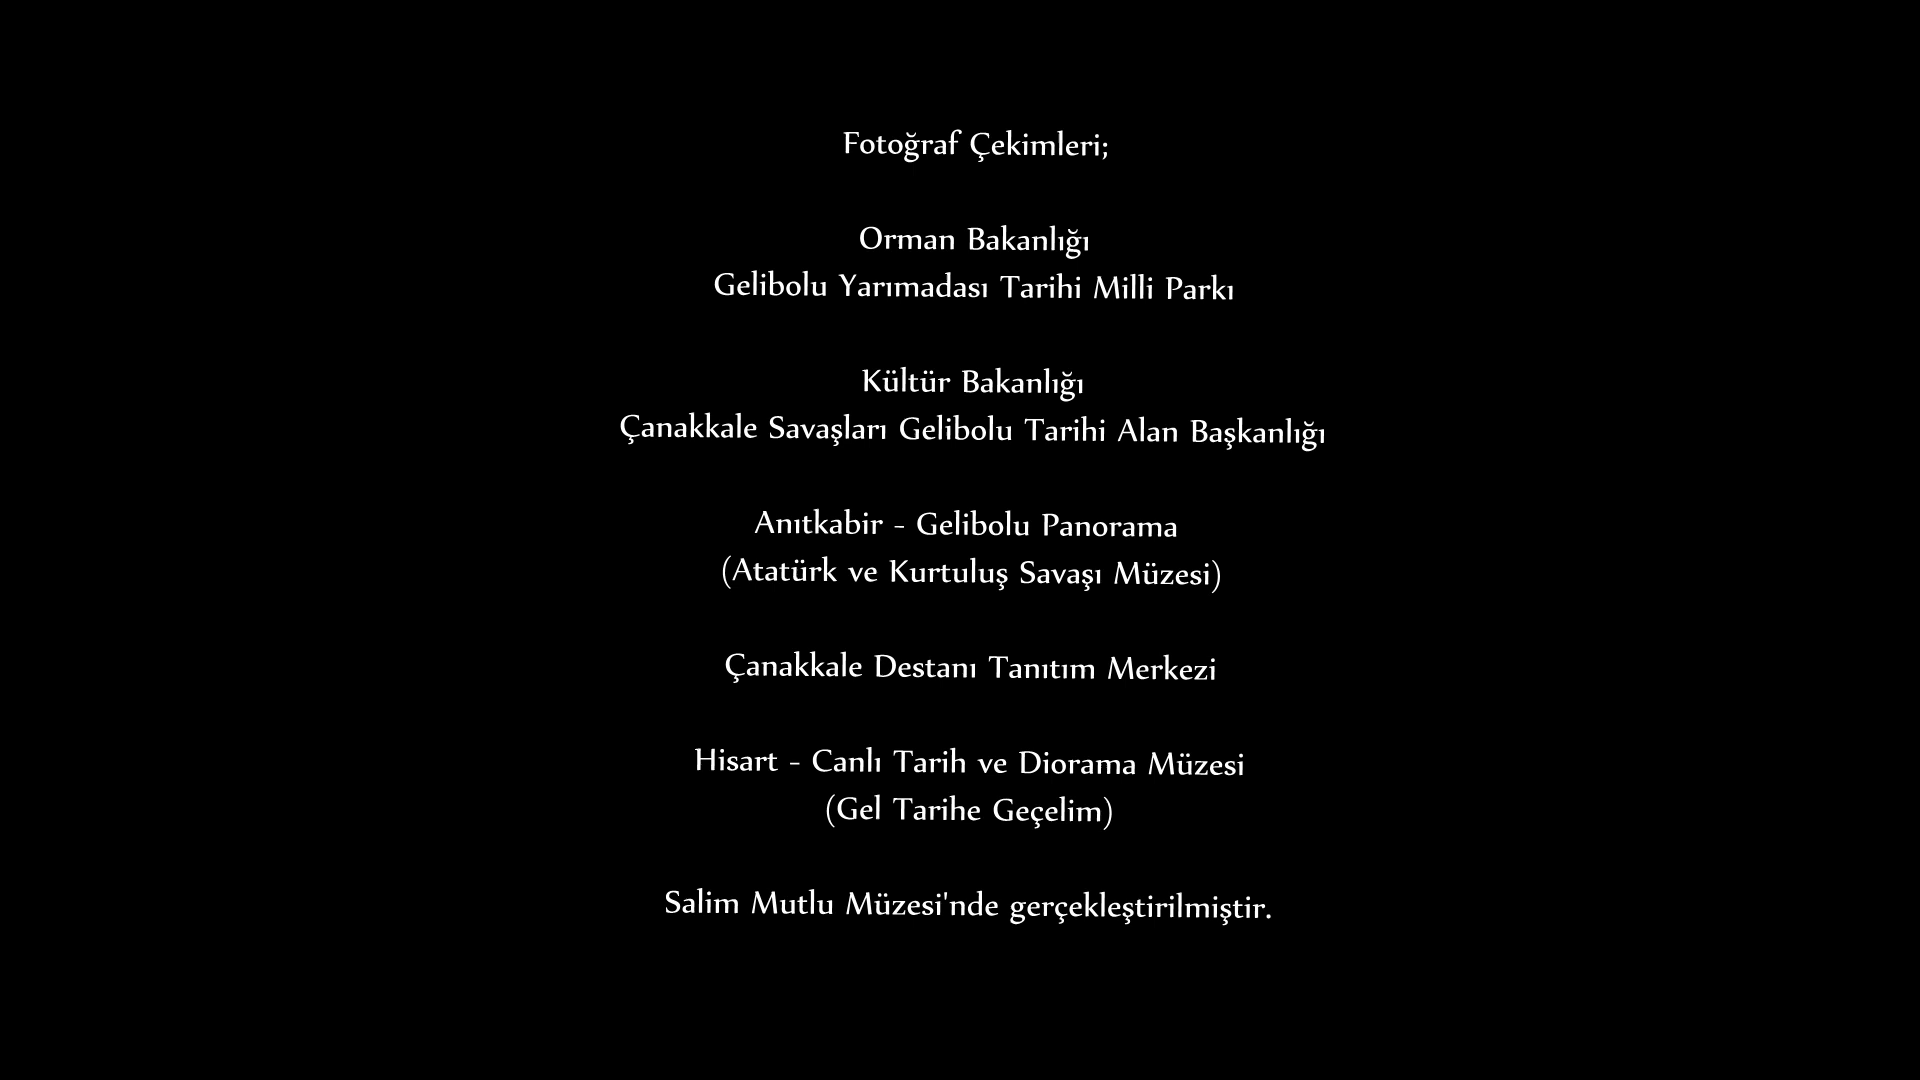 Fotoğraf Çekimleri;
Orman Bakanlığı
Gelibolu Yarımadası Tarihi Milli Parkı
Kültür Bakanlığı
Çanakkale Savaşları Gelibolu Tarihi Alan Başkanlığı
Anıtkabir - Gelibolu Panorama
(Atatürk ve Kurtuluş Savaşı Müzesi)
Çanakkale Destanı Tanıtım Merkezi
Hisart - Canlı Tarih ve Diorama Müzesi
(Gel Tarihe Geçelim)
Salim Mutlu Müzesi'nde gerçekleştirilmiştir.